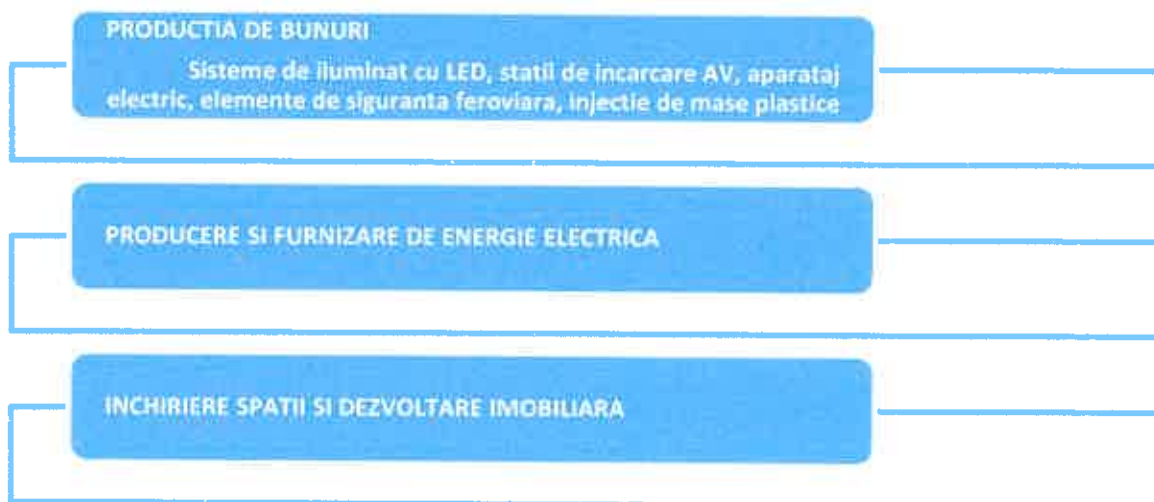 PRODUCTIA DE BUNURI
Sisteme de iluminat cu LED, statii de incarcare AV, aparataj
electric, elemente de siguranta feroviara, injectie de mase plastice
PRODUCERE SI FURNIZARE DE ENERGIE ELECTRICA
INCHIRIERE SPATII SI DEZVOLTARE IMOBILIARA